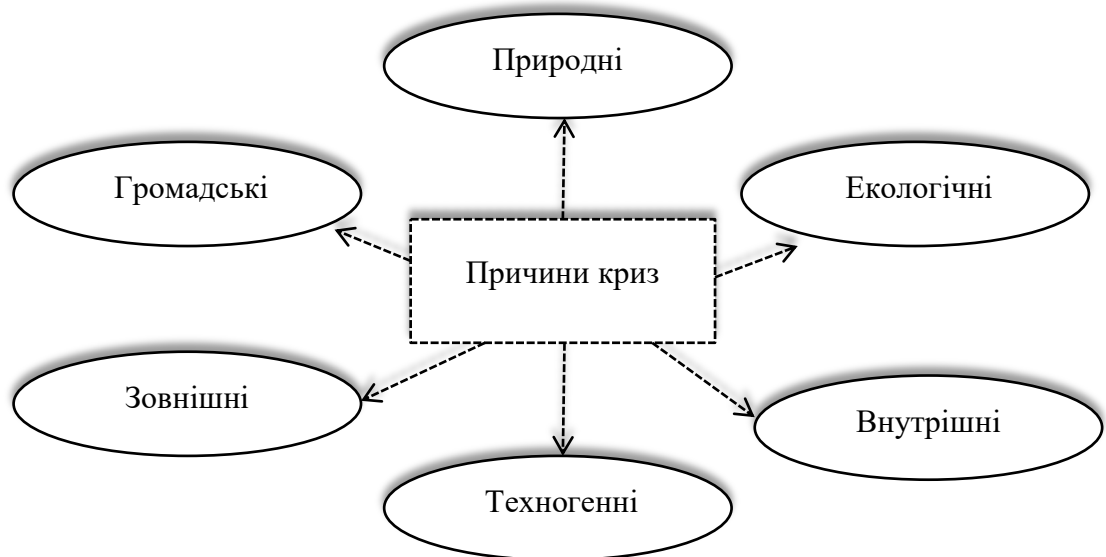 Природні
Громадські
Екологічні
Причини криз
Зовнішні
Внутрішні
Техногенні